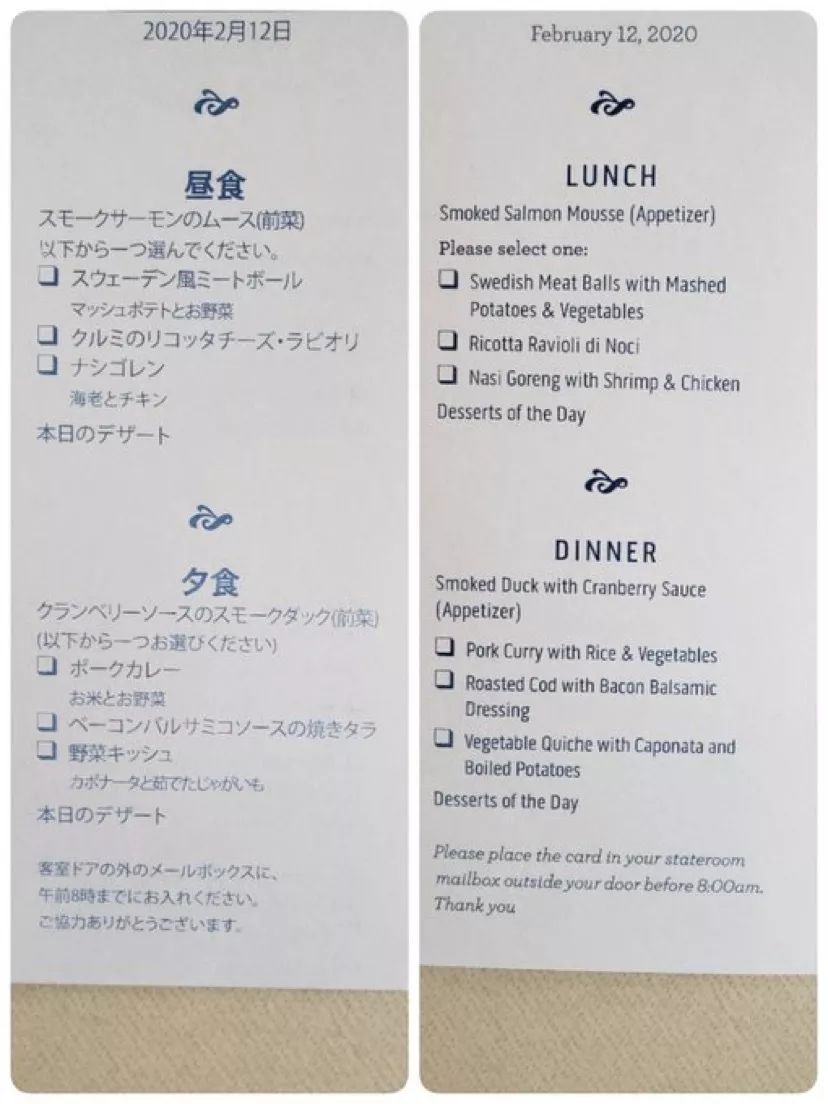 2020年2月12日
昼食
スモークサーモンのムース(前菜)
以下から一つ選んでください。
スウェーデン風ミートボール
マッシュポテトとお野菜
クルミのリコッタチーズ・ラビオリ
ナシゴレン
海老とチキン
本日のデザート
夕食
クランベリーソースのスモークダック(前菜)
(以下から一つお選びください)
ポークカレー
お米とお野菜
ベーコンバルサミコソースの焼きタラ
野菜キッシュ
カポナータと茹でたじゃがいも
本日のデザート
客室ドアの外のメールボックスに、
午前8時までにお入れください。
ご協力ありがとうございます。
February 12, 2020
LUNCH
Smoked Salmon Mousse (Appetizer)
Please select one:
Swedish Meat Balls with Mashed
Potatoes & Vegetables
Ricotta Ravioli di Noci
Nasi Goreng with Shrimp & Chicken
Desserts of the Day
DINNER
Smoked Duck with Cranberry Sauce
(Appetizer)
Pork Curry with Rice & Vegetables
Roasted Cod with Bacon Balsamic
Dressing
Vegetable Quiche with Caponata and
Boiled Potatoes
Desserts of the Day
Please place the card in your stateroom
mailbox outside your door before 8:00am.
Thank you